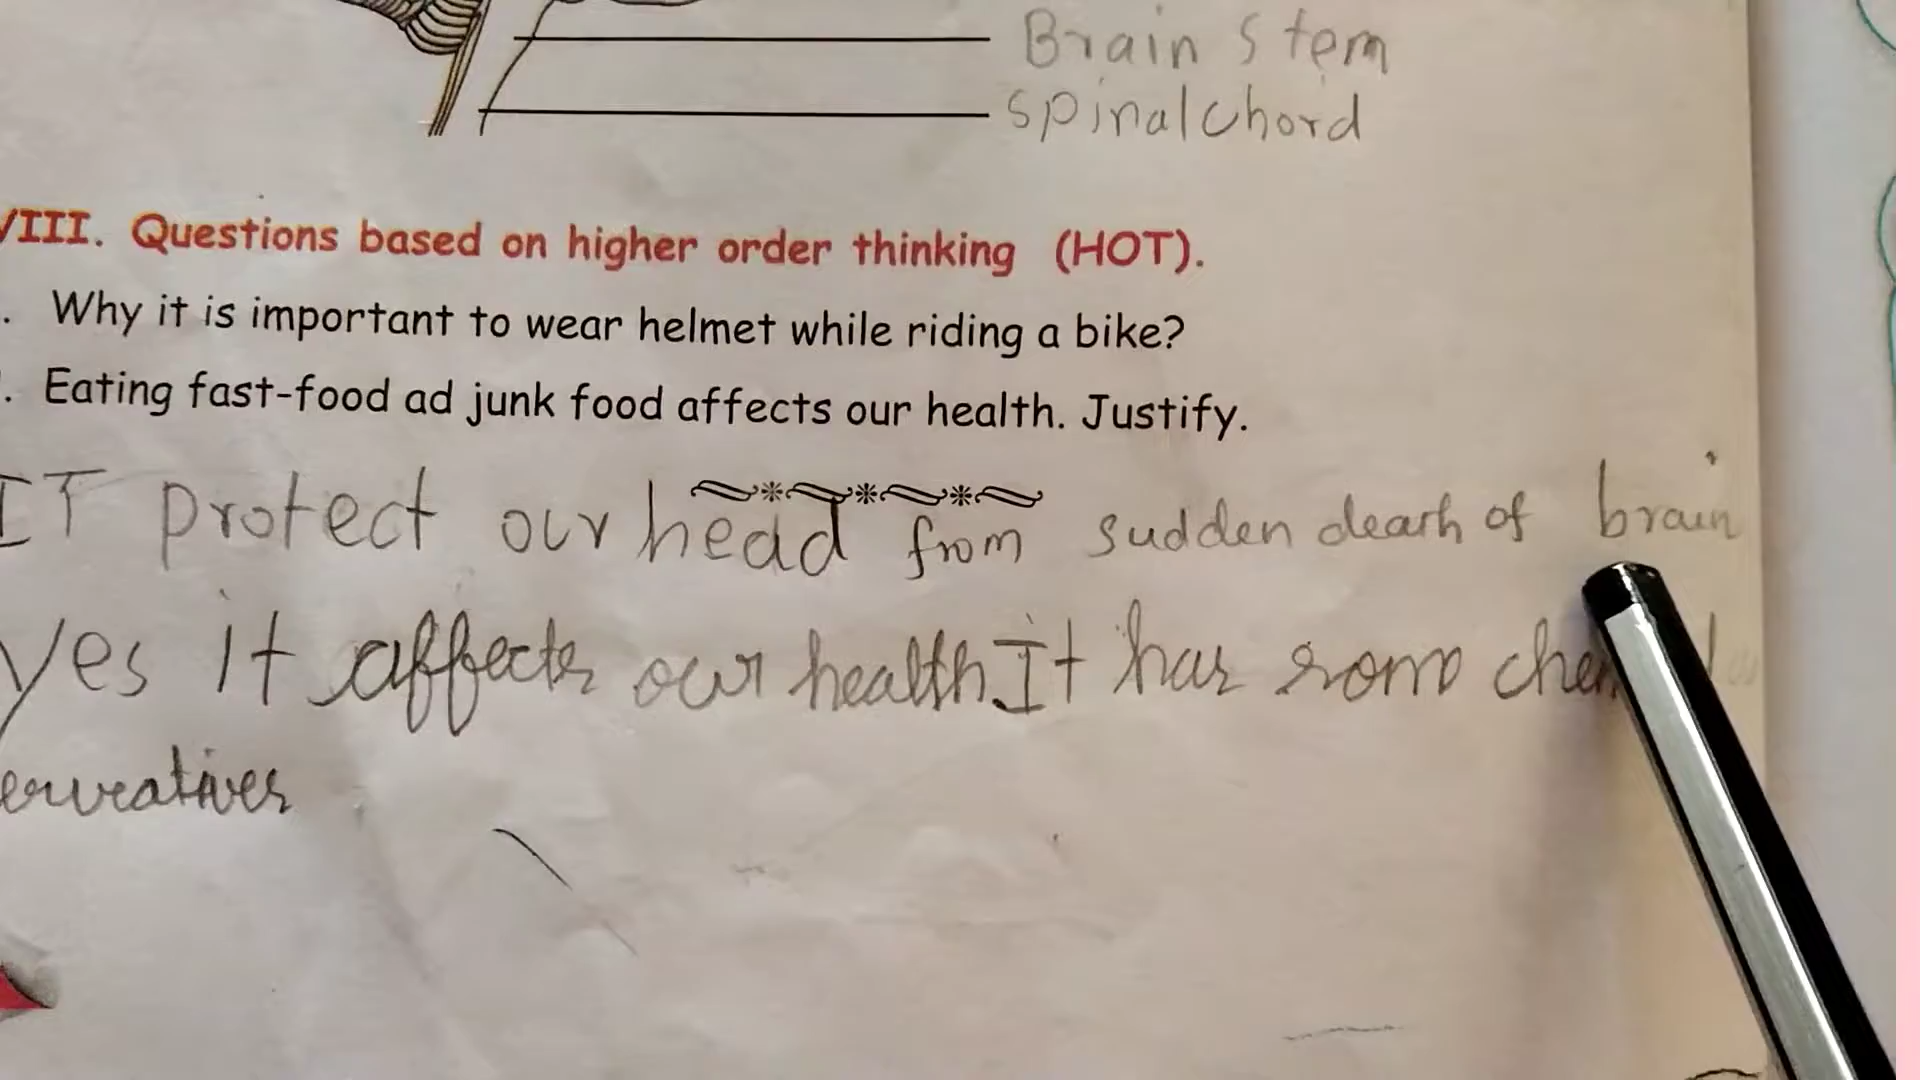 Brain Stem
Spinalchord
VIII. Questions based on higher order thinking (HOT).
. Why it is important to wear helmet while riding a bike?
. Eating fast-food ad junk food affects our health. Justify.
IT protect our head from sudden death of brain
yes it affects our health It has some